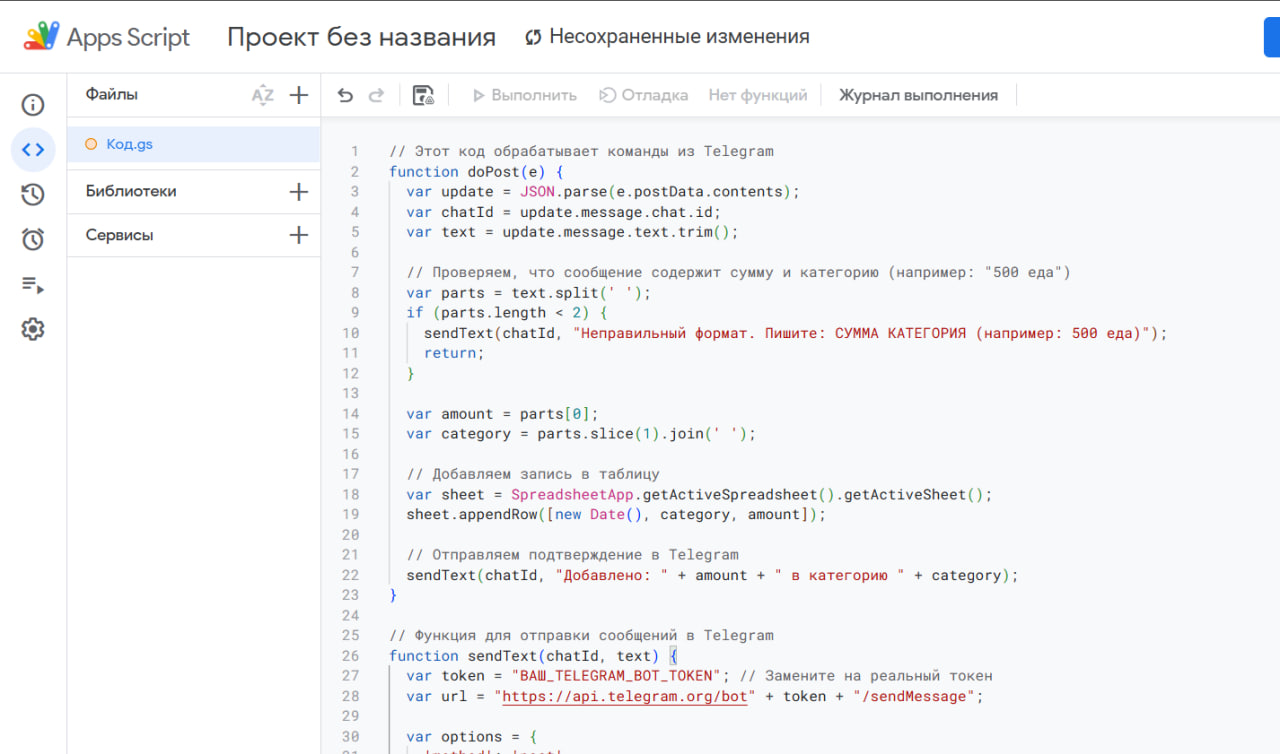 Apps Script
Проект без названия
Несохраненные изменения
Файлы
AZ
Выполнить
Отладка
Нет функций
Журнал выполнения
Код.gs
Библиотеки
Сервисы
1 // Этот код обрабатывает команды из Telegram
2 function doPost(e) {
3 var update = JSON.parse(e.postData.contents);
4 var chatId = update.message.chat.id;
5 var text = update.message.text.trim();
6
7 // Проверяем, что сообщение содержит сумму и категорию (например: "500 еда")
8 var parts = text.split(' ');
9 if (parts.length < 2) {
10 sendText(chatId, "Неправильный формат. Пишите: СУММА КАТЕГОРИЯ (например: 500 еда)");
11 return;
12 }
13
14 var amount = parts[0];
15 var category = parts.slice(1).join(' ');
16
17 // Добавляем запись в таблицу
18 var sheet = SpreadsheetApp.getActiveSpreadsheet().getActiveSheet();
19 sheet.appendRow([new Date(), category, amount]);
20
21 // Отправляем подтверждение в Telegram
22 sendText(chatId, "Добавлено: " + amount + " в категорию " + category);
23 }
24
25 // Функция для отправки сообщений в Telegram
26 function sendText(chatId, text) {
27 var token = "ВАШ_TELEGRAM_BOT_TOKEN"; // Замените на реальный токен
28 var url = "https://api.telegram.org/bot" + token + "/sendMessage";
29
30 var options = {